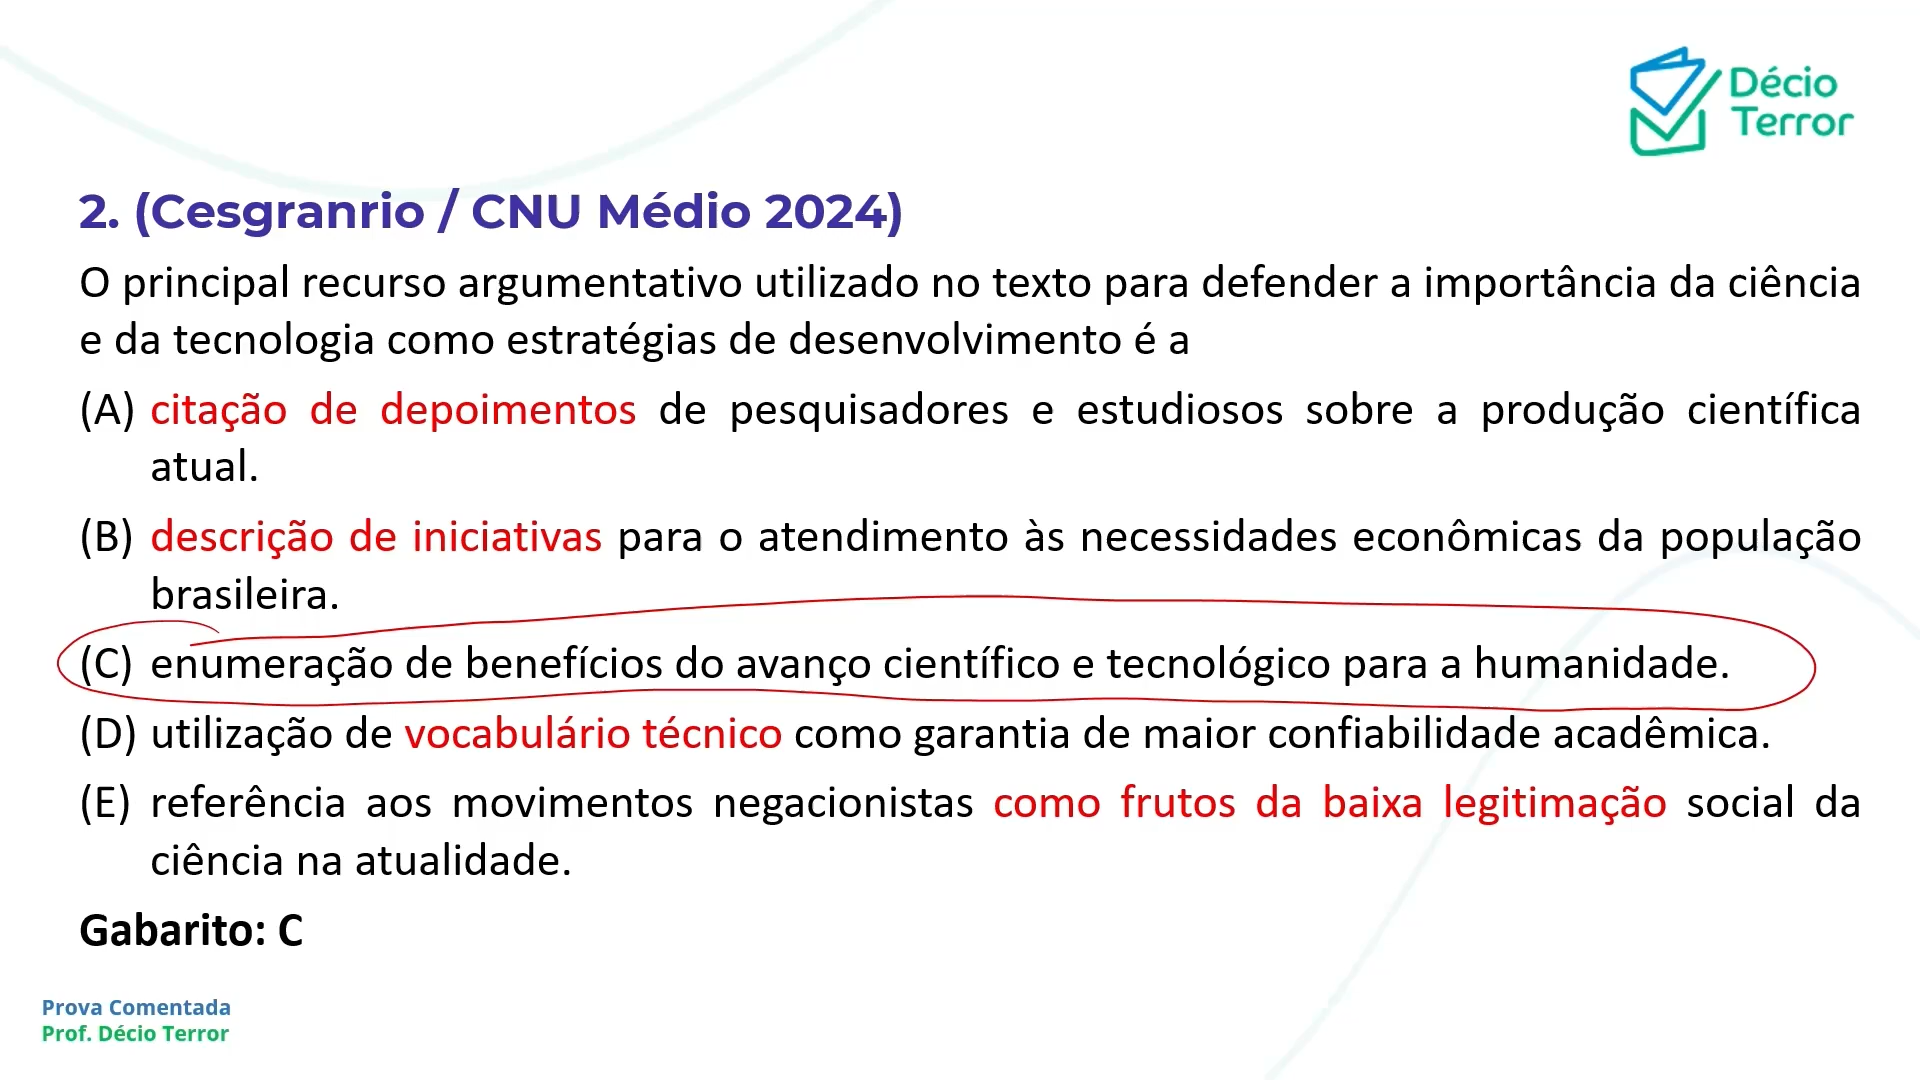 Décio
Terror
2. (Cesgranrio / CNU Médio 2024)
O principal recurso argumentativo utilizado no texto para defender a importância da ciência
e da tecnologia como estratégias de desenvolvimento é a
(A) citação de depoimentos de pesquisadores e estudiosos sobre a produção científica
atual.
(B) descrição de iniciativas para o atendimento às necessidades econômicas da população
brasileira.
(C) enumeração de benefícios do avanço científico e tecnológico para a humanidade.
(D) utilização de vocabulário técnico como garantia de maior confiabilidade acadêmica.
(E) referência aos movimentos negacionistas como frutos da baixa legitimação social da
ciência na atualidade.
Gabarito: C
Prova Comentada
Prof. Décio Terror